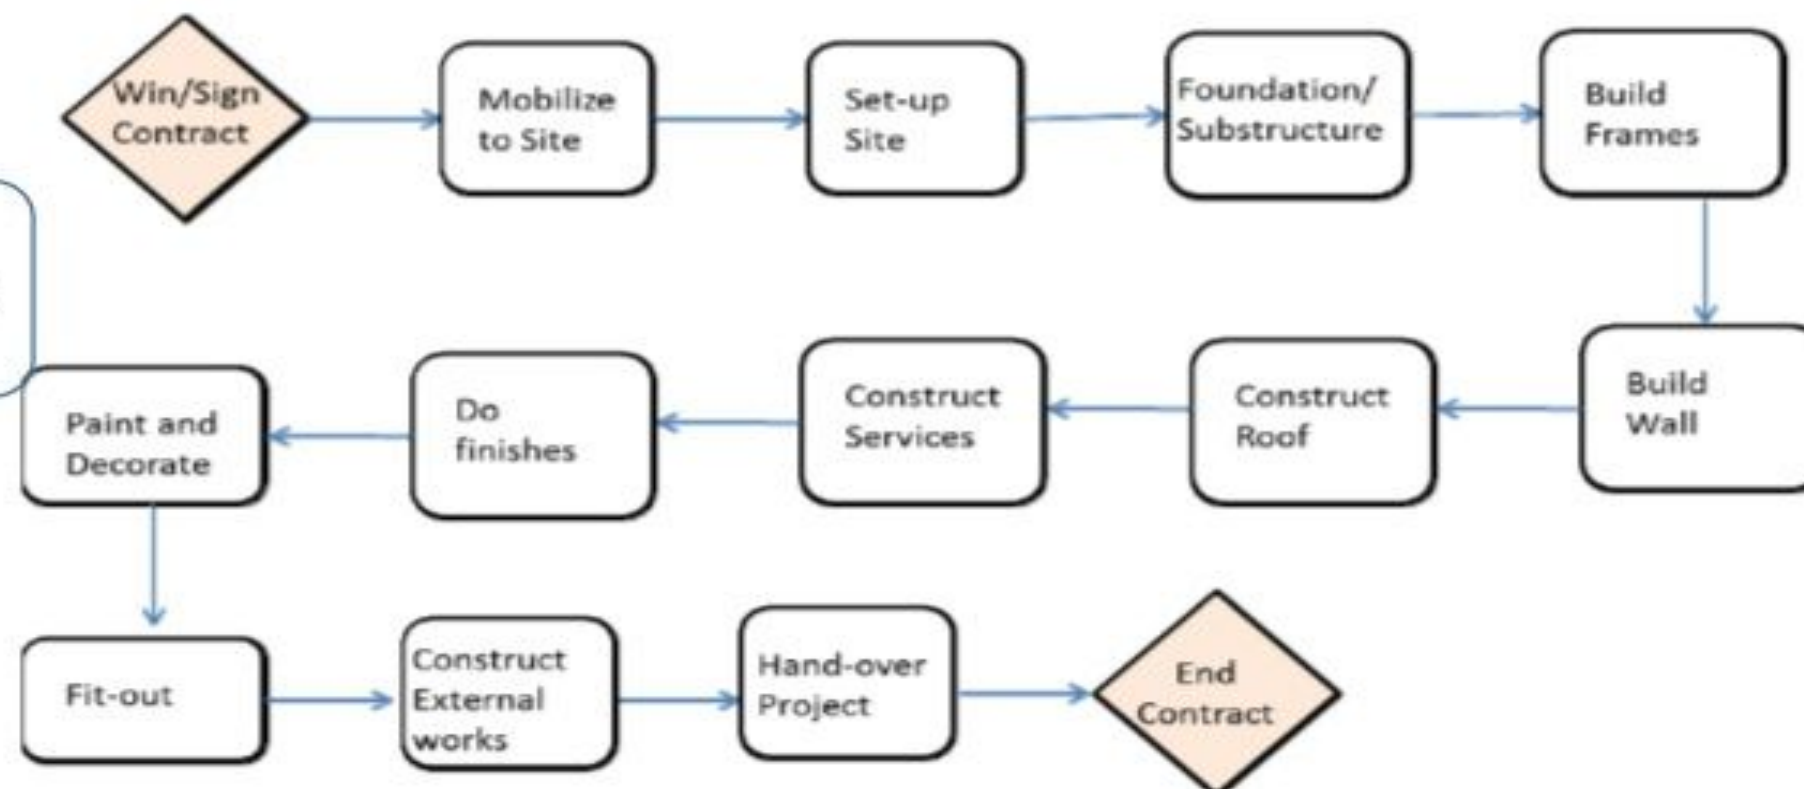 Win/Sign
Contract
Mobilize
to Site
Set-up
Site
Foundation/
Substructure
Build
Frames
Build
Wall
Construct
Roof
Construct
Services
Do
finishes
Paint and
Decorate
Fit-out
Construct
External
works
Hand-over
Project
End
Contract